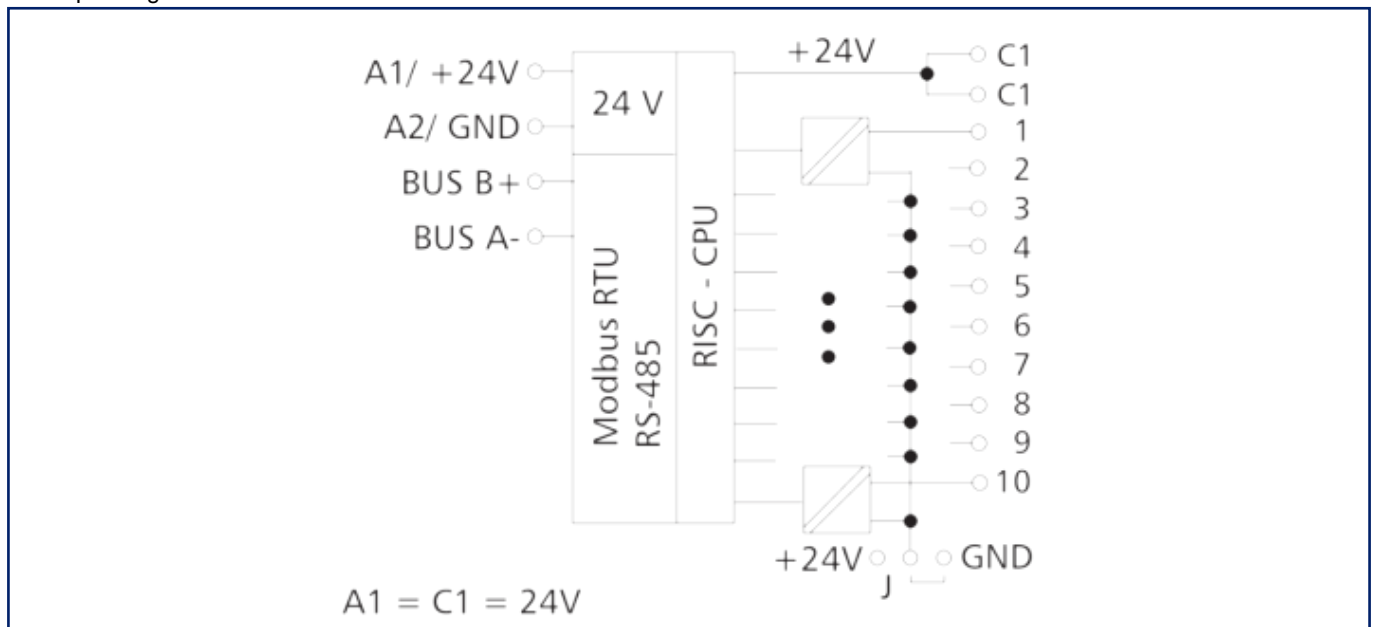 A1/ +24V
A2/ GND
BUS B+
BUS A-
24 V
Modbus RTU
RS-485
RISC - CPU
+24V
C1
C1
1
2
3
4
5
6
7
8
9
10
+24V
J
GND
A1 = C1 = 24V